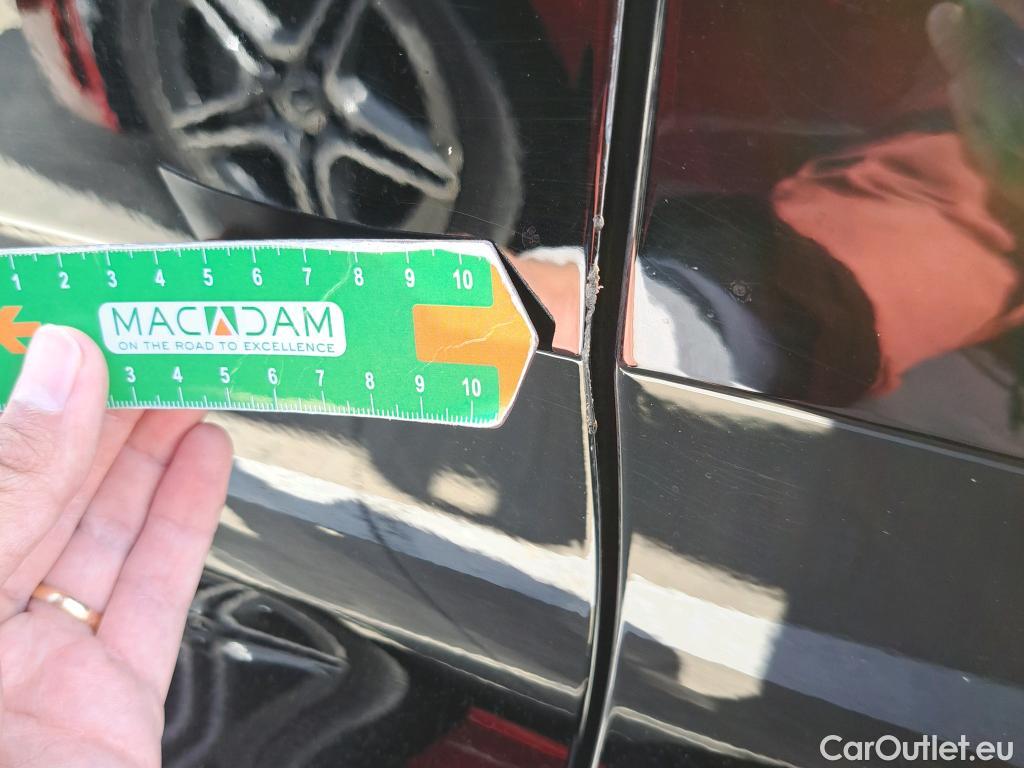 1 2 3 4 5 6 7 8 9 10
MACADAM
ON THE ROAD TO EXCELLENCE
3 4 5 6 7 8 9 10
CarOutlet.eu